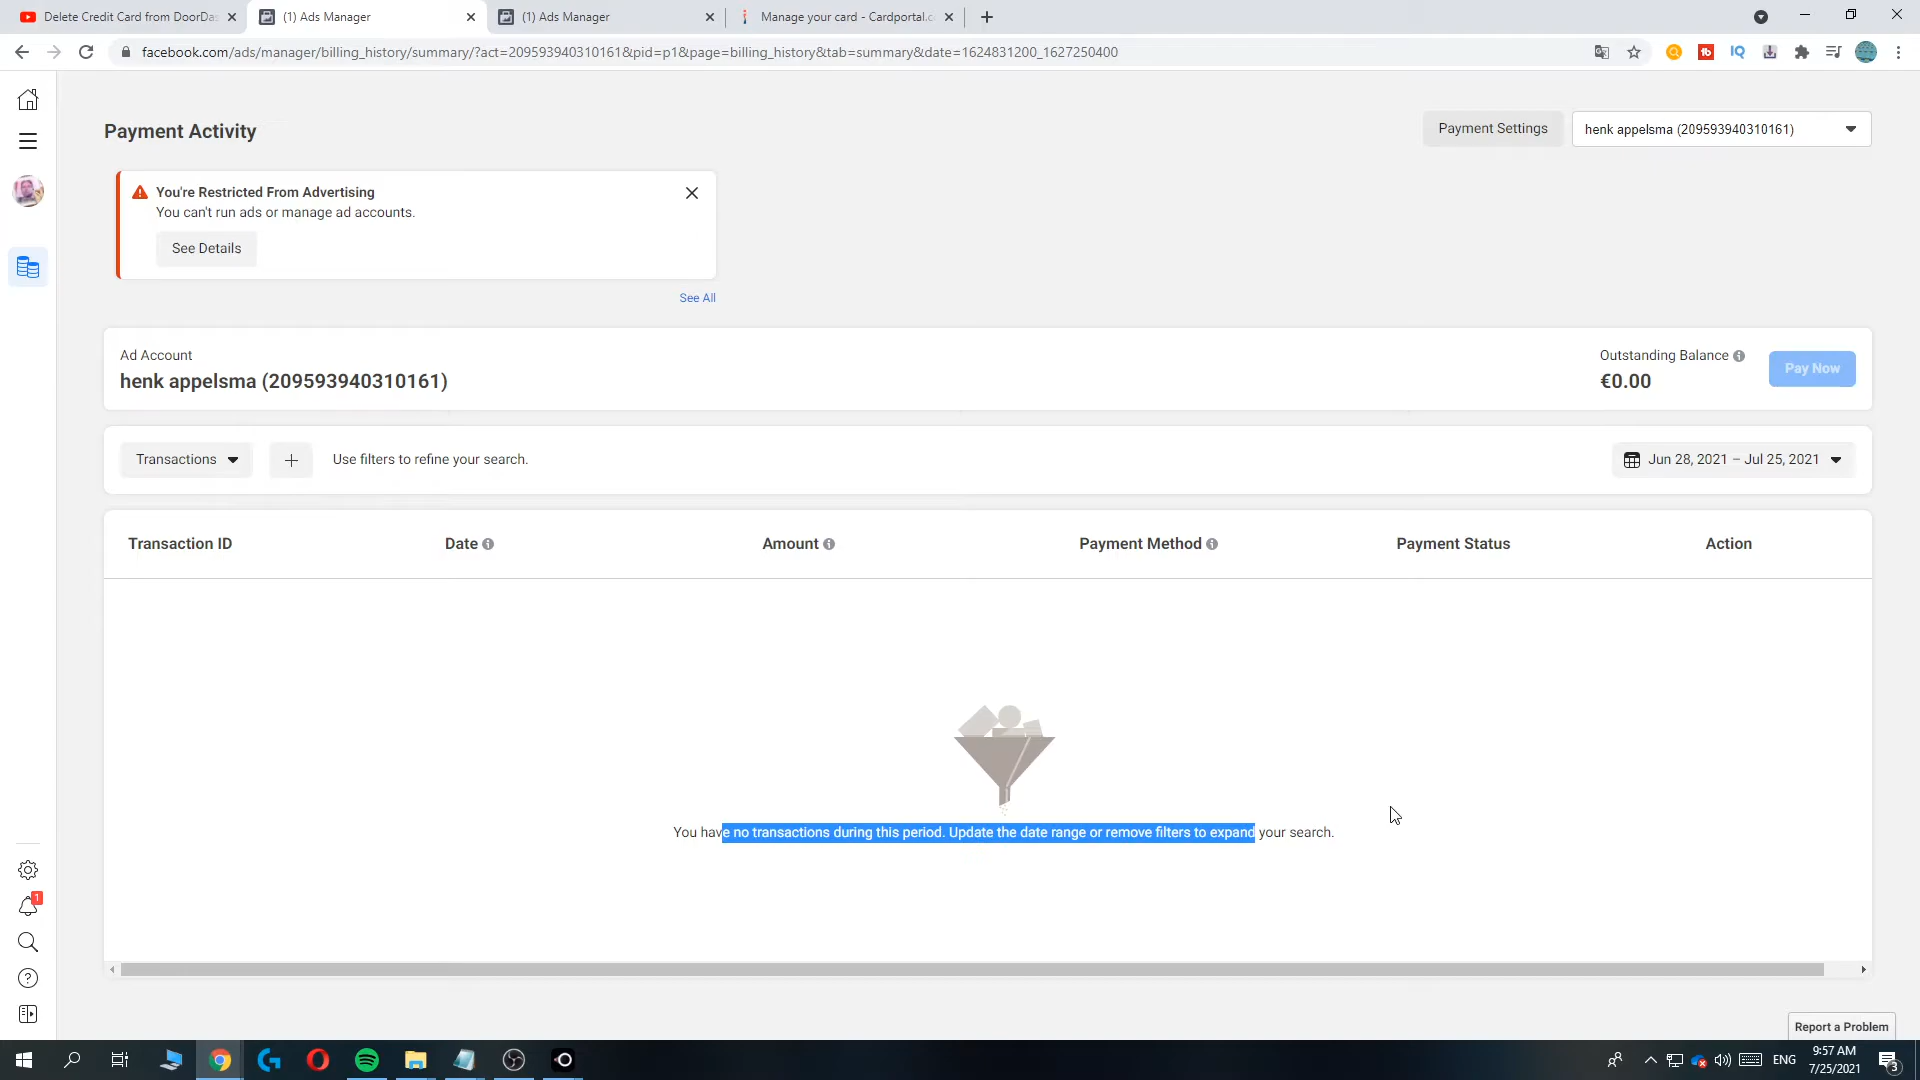 Delete Credit Card from DoorDa
(1) Ads Manager
(1) Ads Manager
Manage your card - Cardportal.c
facebook.com/ads/manager/billing_history/summary/?act=209593940310161&pid=p1&page=billing_history&tab=summary&date=1624831200_1627250400
Payment Activity
Payment Settings
henk appelsma (209593940310161)
You're Restricted From Advertising
You can't run ads or manage ad accounts.
See Details
See All
Ad Account
henk appelsma (209593940310161)
Outstanding Balance
€0.00
Pay Now
Transactions
Use filters to refine your search.
Jun 28, 2021 – Jul 25, 2021
Transaction ID
Date
Amount
Payment Method
Payment Status
Action
You have no transactions during this period. Update the date range or remove filters to expand your search.
1
Report a Problem
ENG
9:57 AM
7/25/2021
3